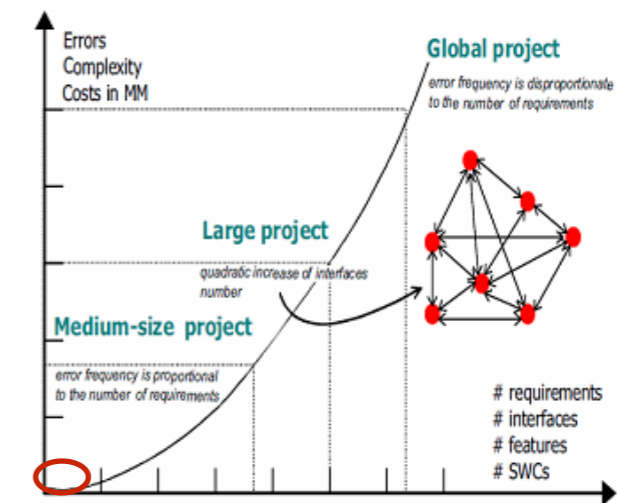 Errors
Complexity
Costs in MM
Global project
error frequency is disproportionate
to the number of requirements
Large project
quadratic increase of interfaces
number
Medium-size project
error frequency is proportional
to the number of requirements
# requirements
# interfaces
# features
# SWCs